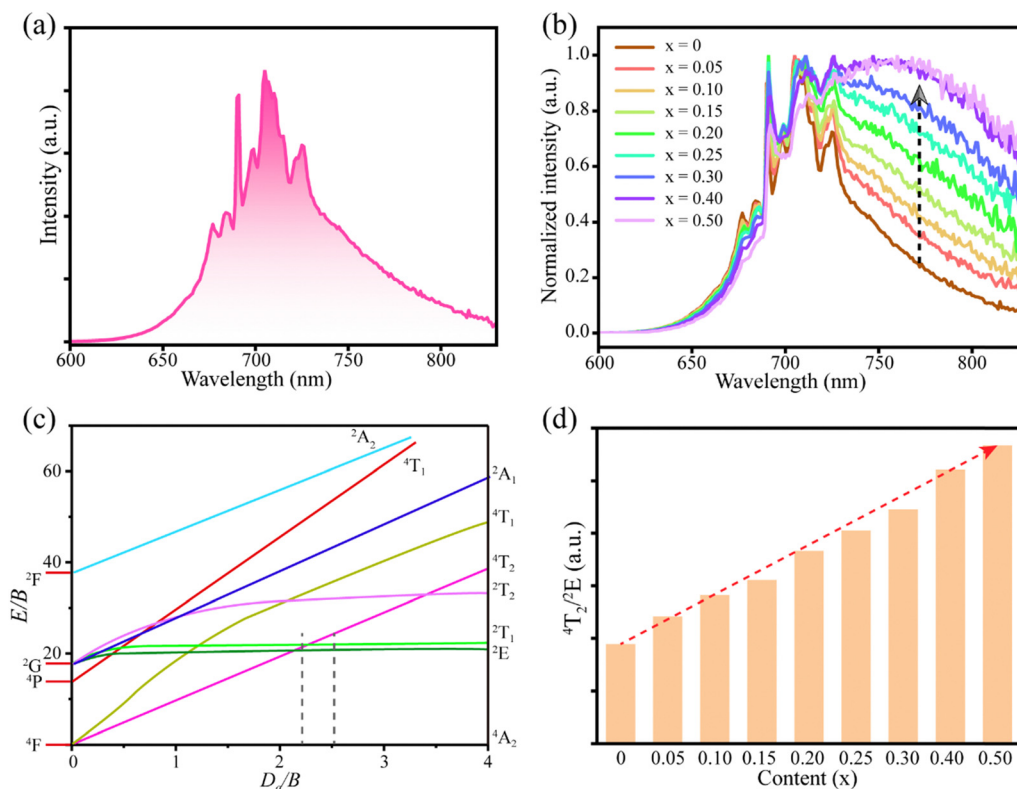 (a)
Intensity (a.u.)
600 650 700 750 800
Wavelength (nm)
(b)
Normalized intensity (a.u.)
1.0
0.8
0.6
0.4
0.2
0.0
x = 0
x = 0.05
x = 0.10
x = 0.15
x = 0.20
x = 0.25
x = 0.30
x = 0.40
x = 0.50
600 650 700 750 800
Wavelength (nm)
(c)
E/B
60
40
20
0
²F
²G
⁴P
⁴F
²A₂
⁴T₁
²A₁
⁴T₁
⁴T₂
²T₂
²T₁
²E
⁴A₂
0 1 2 3 4
D_q/B
(d)
⁴T₂/²E (a.u.)
0 0.05 0.10 0.15 0.20 0.25 0.30 0.40 0.50
Content (x)